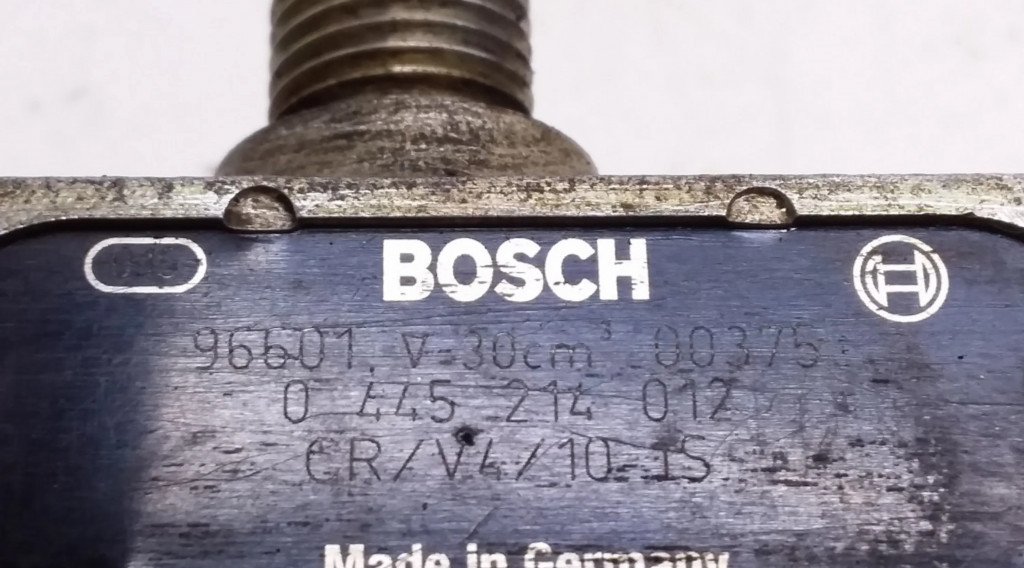 BOSCH
96601 V=30cm³ 00375
0 445 214 012
CR/V4/10-1S
Made in Germany